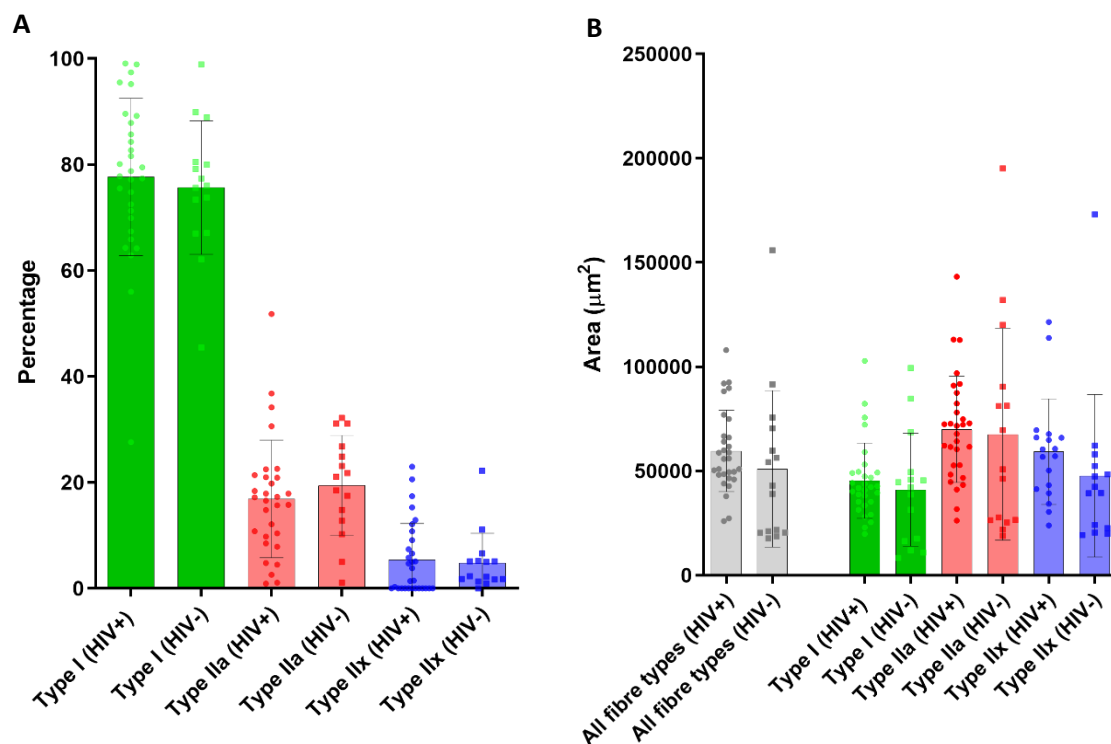 A
Percentage
100
80
60
40
20
0
Type I (HIV+)
Type I (HIV-)
Type IIa (HIV+)
Type IIa (HIV-)
Type IIx (HIV+)
Type IIx (HIV-)
B
Area (μm²)
250000
200000
150000
100000
50000
0
All fibre types (HIV+)
All fibre types (HIV-)
Type I (HIV+)
Type I (HIV-)
Type IIa (HIV+)
Type IIa (HIV-)
Type IIx (HIV+)
Type IIx (HIV-)